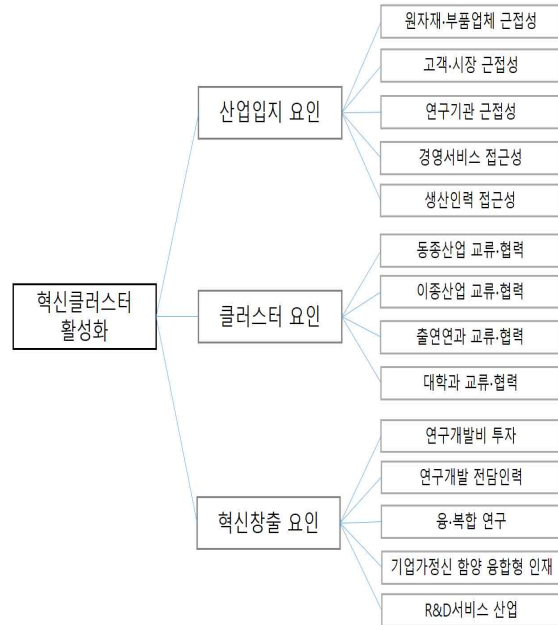 혁신클러스터
활성화
산업입지 요인
원자재·부품업체 근접성
고객·시장 근접성
연구기관 근접성
경영서비스 접근성
생산인력 접근성
클러스터 요인
동종산업 교류·협력
이종산업 교류·협력
출연연과 교류·협력
대학과 교류·협력
혁신창출 요인
연구개발비 투자
연구개발 전담인력
융·복합 연구
기업가정신 함양 융합형 인재
R&D서비스 산업